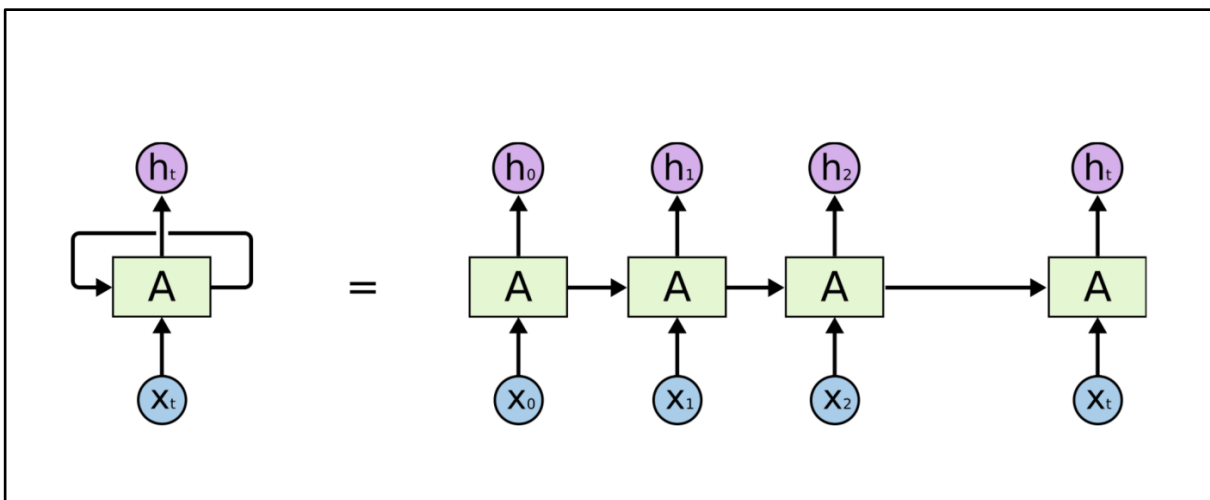 hₜ h₀ h₁ h₂ hₜ
A = A A A A
xₜ x₀ x₁ x₂ xₜ